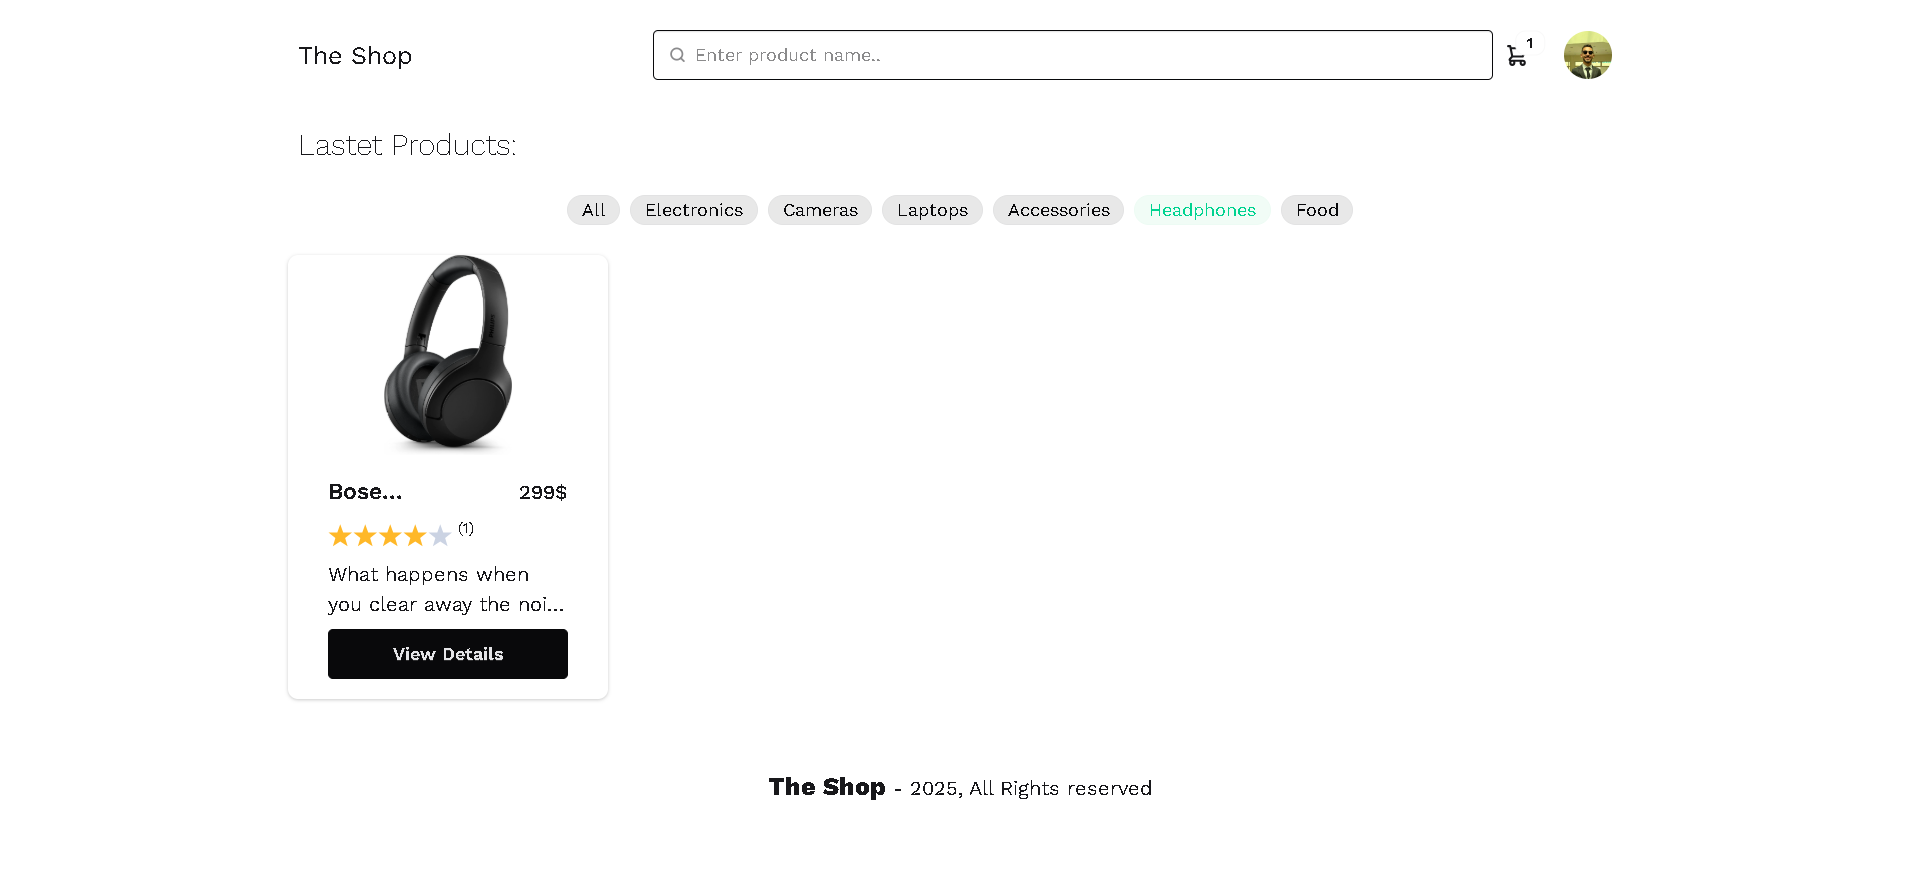 The Shop
Enter product name..
1
Lastet Products:
All Electronics Cameras Laptops Accessories Headphones Food
Bose... 299$
(1)
What happens when
you clear away the noi...
View Details
The Shop - 2025, All Rights reserved